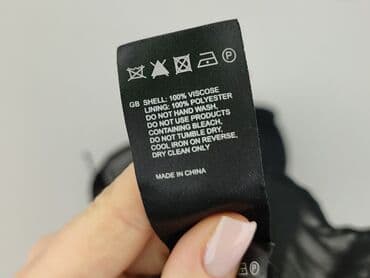 P
GB SHELL: 100% VISCOSE
LINING: 100% POLYESTER
DO NOT HAND WASH,
DO NOT USE PRODUCTS
CONTAINING BLEACH,
DO NOT TUMBLE DRY,
COOL IRON ON REVERSE,
DRY CLEAN ONLY
MADE IN CHINA
P